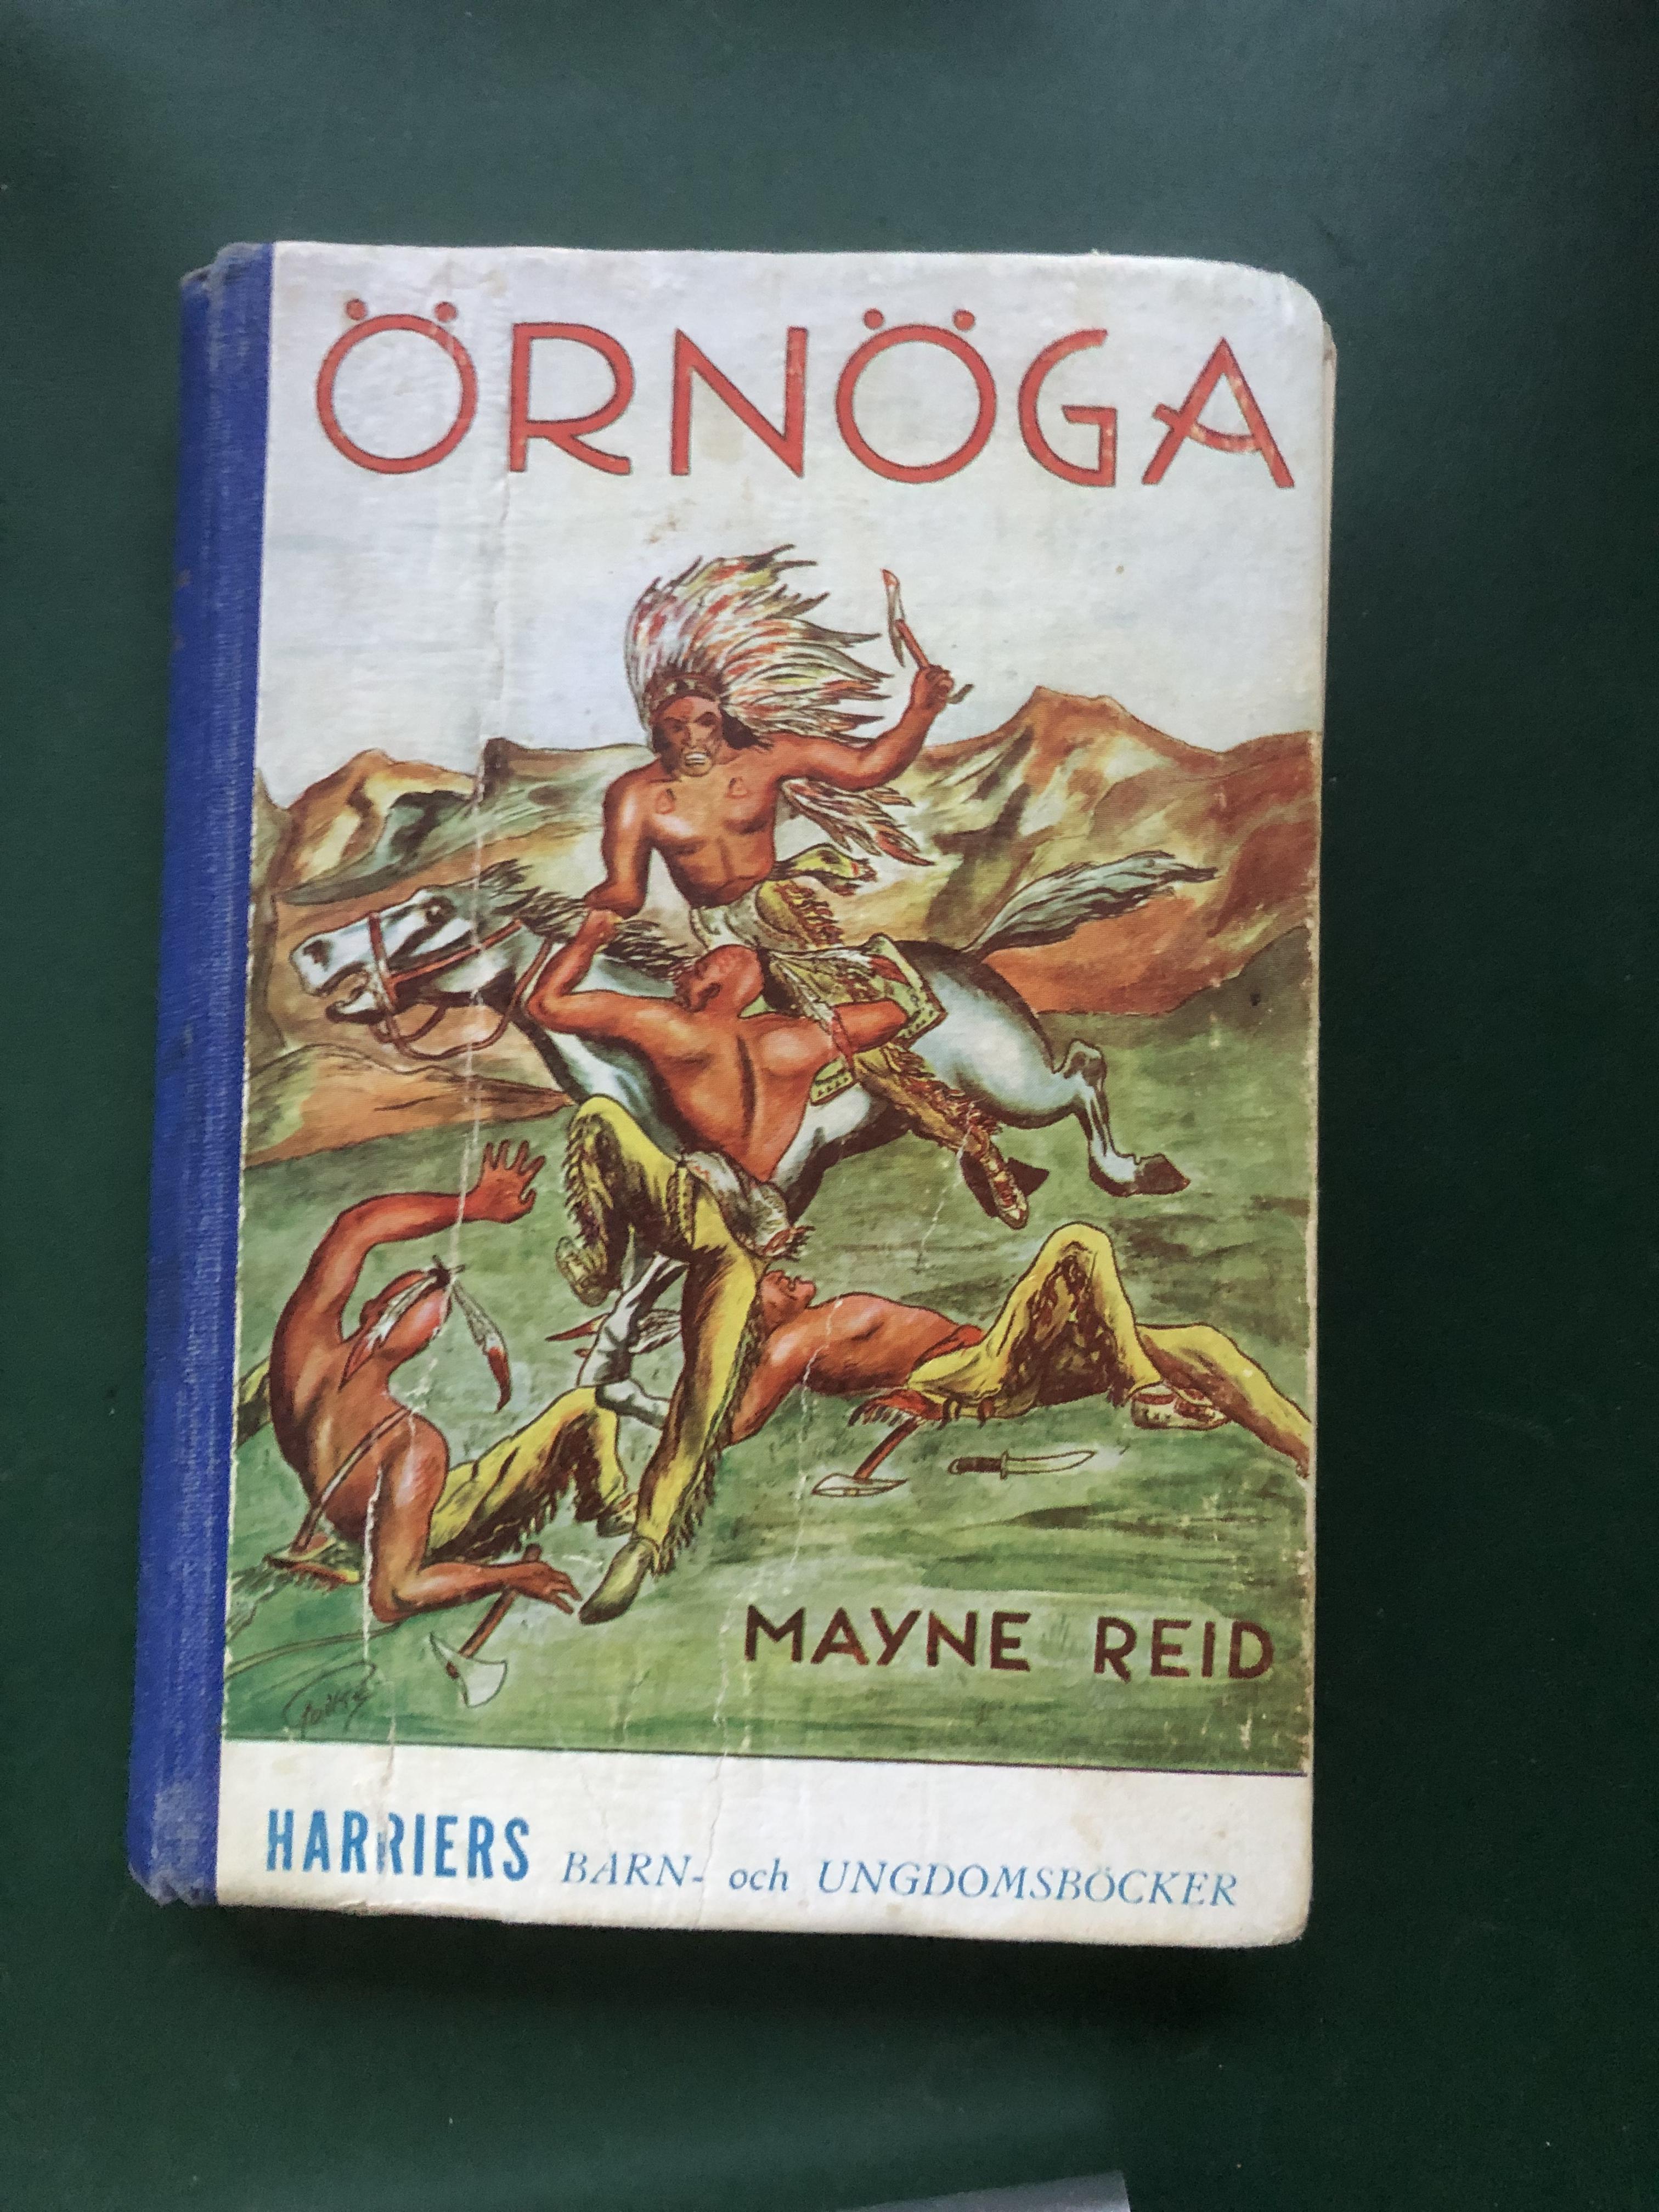 ÖRNÖGA
MAYNE REID
HARRIERS BARN- och UNGDOMSBÖCKER